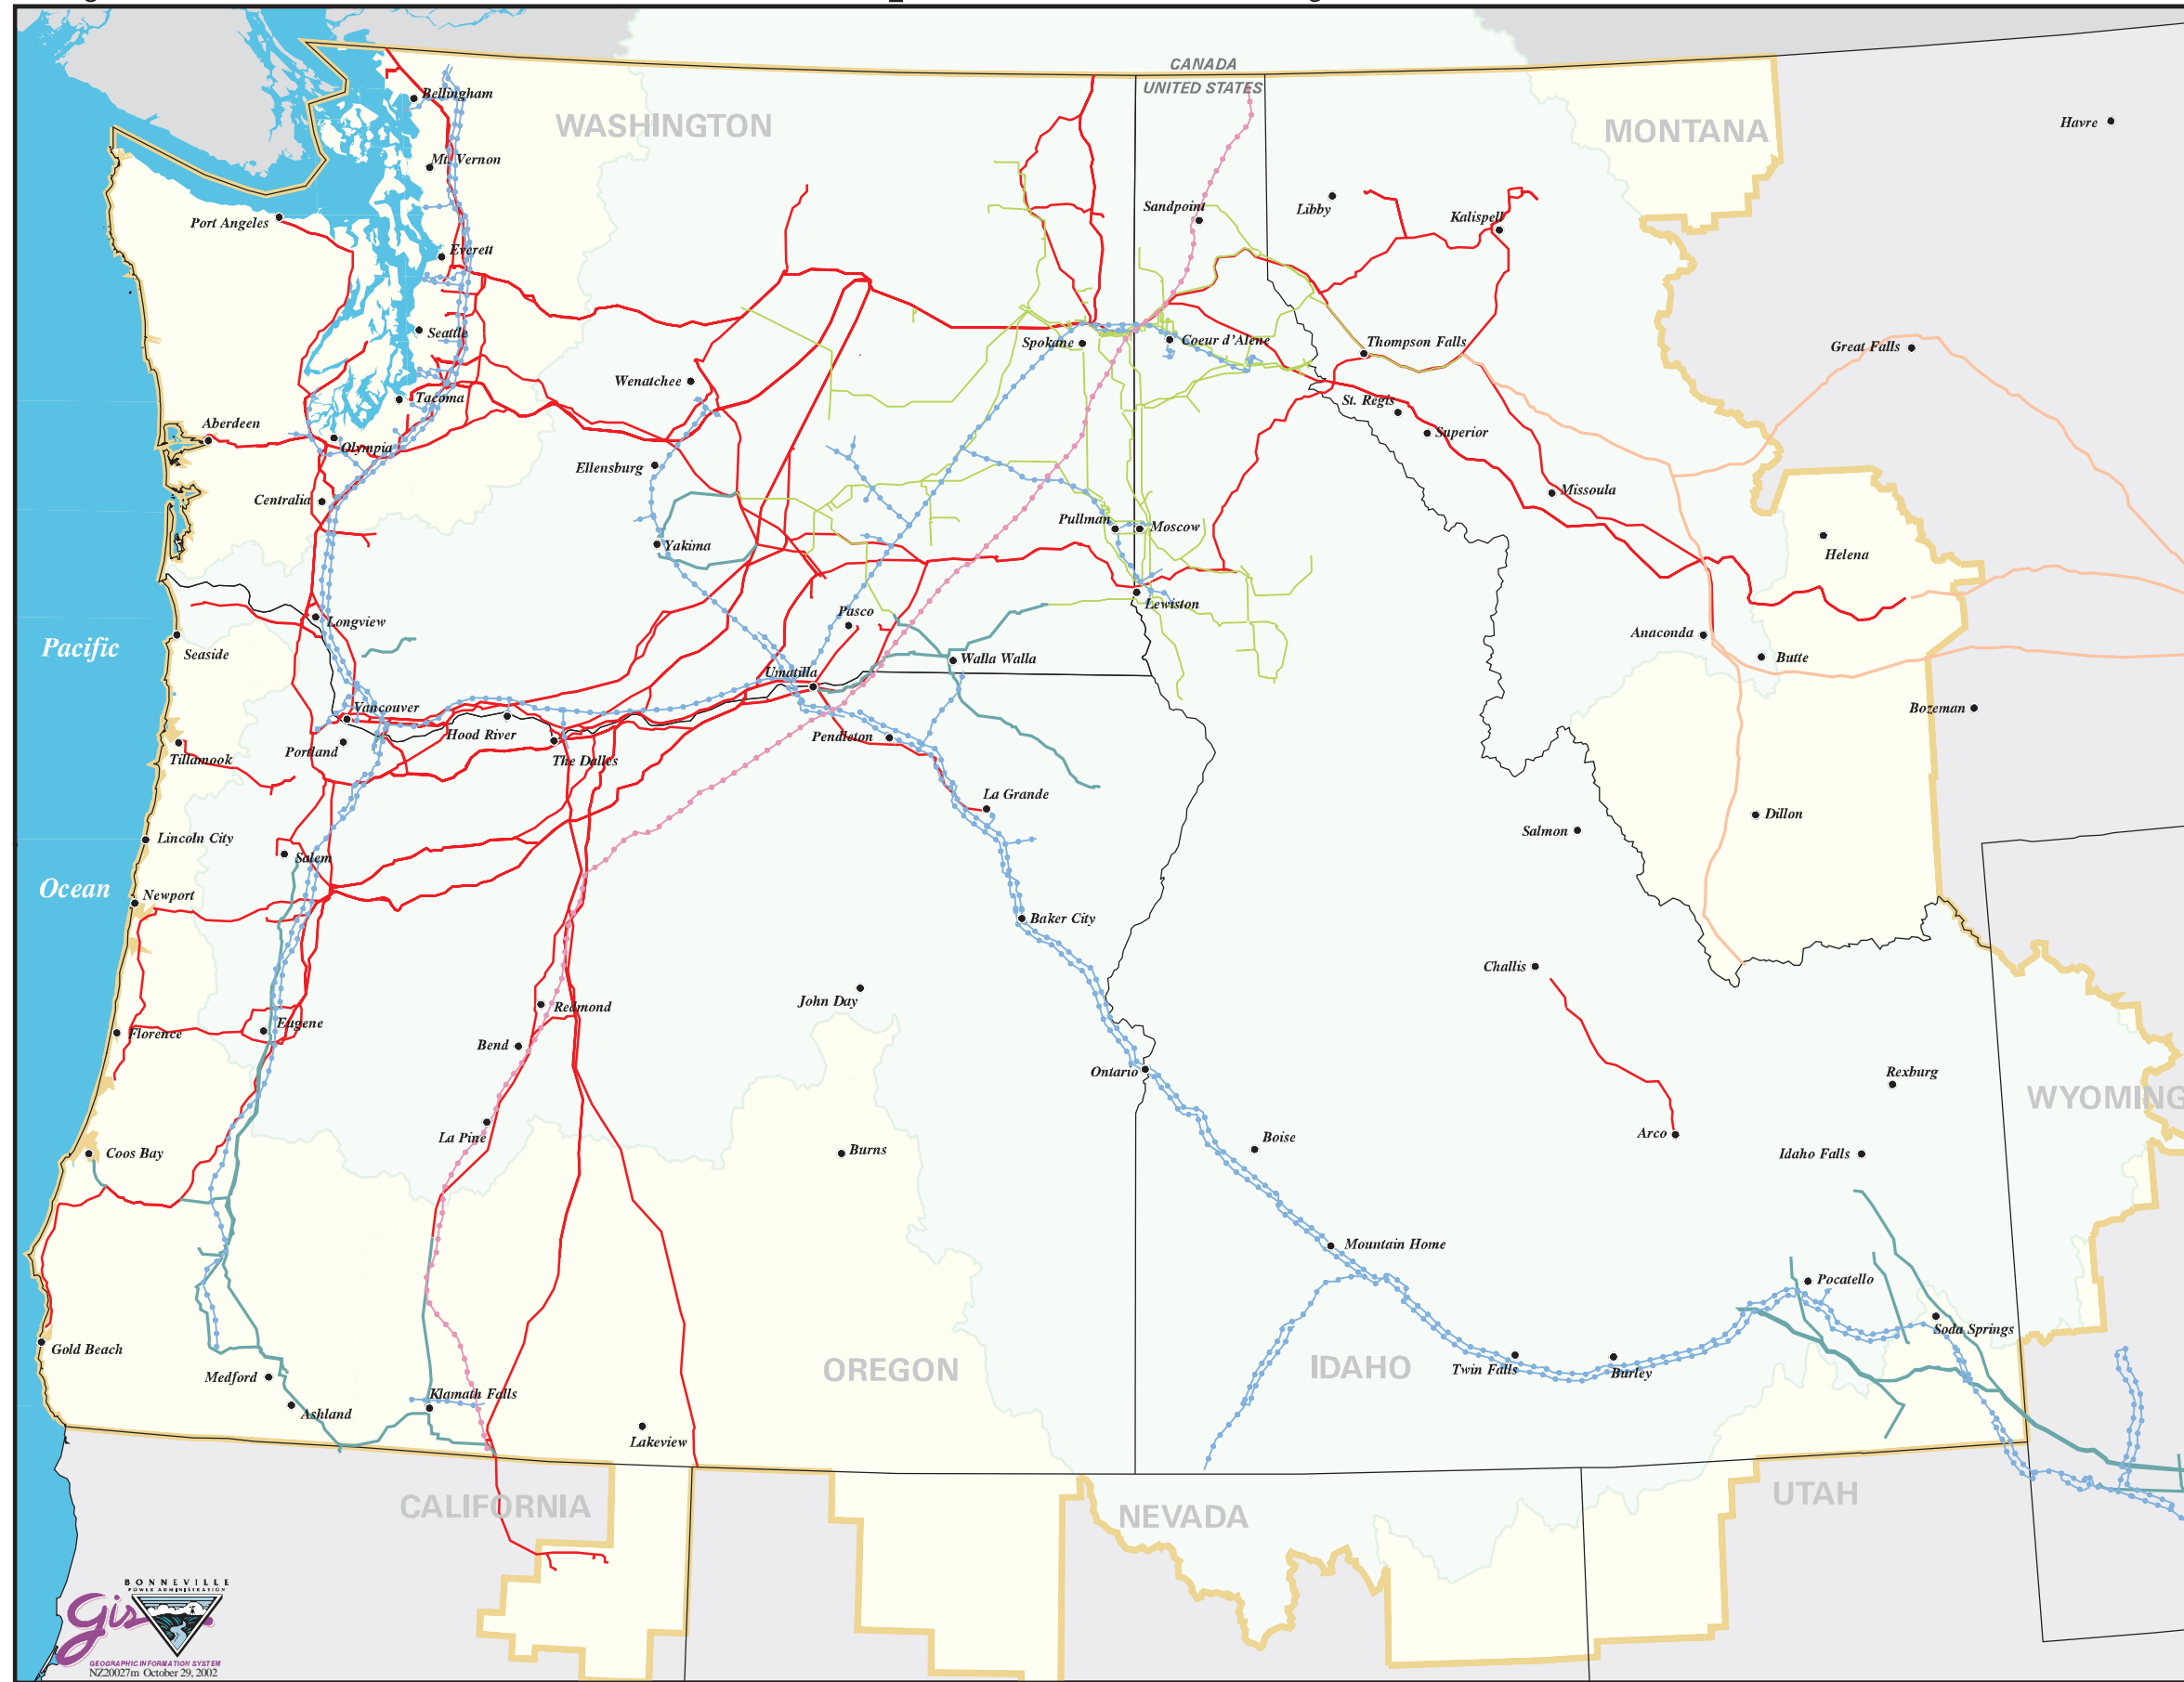 CANADA
UNITED STATES
WASHINGTON
MONTANA
Bellingham
Havre
Mt. Vernon
Port Angeles
Sandpoint
Libby
Kalispell
Everett
Seattle
Spokane
Coeur d'Alene
Thompson Falls
Great Falls
Wenatchee
Tacoma
St. Regis
Aberdeen
Superior
Olympia
Ellensburg
Centralia
Missoula
Pullman
Moscow
Yakima
Helena
Lewiston
Pasco
Longview
Anaconda
Pacific
Seaside
Walla Walla
Butte
Umatilla
Vancouver
Bozeman
Hood River
Pendleton
Portland
Tillamook
The Dalles
La Grande
Dillon
Salmon
Lincoln City
Salem
Ocean
Newport
Baker City
Challis
John Day
Redmond
Eugene
Florence
Bend
Ontario
Rexburg
WYOMING
La Pine
Boise
Arco
Coos Bay
Burns
Idaho Falls
Mountain Home
Pocatello
Soda Springs
Gold Beach
OREGON
IDAHO
Twin Falls
Burley
Medford
Klamath Falls
Ashland
Lakeview
CALIFORNIA
NEVADA
UTAH
BONNEVILLE
POWER ADMINISTRATION
gis
GEOGRAPHIC INFORMATION SYSTEM
NZ20027m October 29, 2002